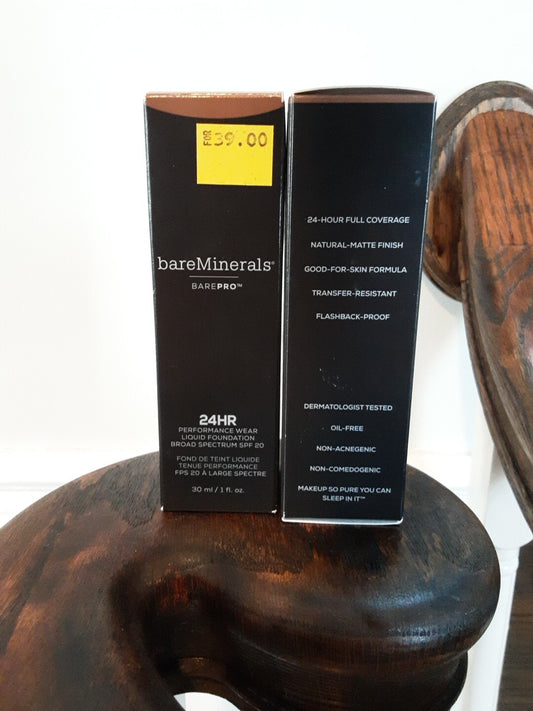 FOR 39.00
bareMinerals®
BAREPRO™
24HR
PERFORMANCE WEAR
LIQUID FOUNDATION
BROAD SPECTRUM SPF 20
FOND DE TEINT LIQUIDE
TENUE PERFORMANCE
FPS 20 À LARGE SPECTRE
30 ml / 1 fl. oz.
24-HOUR FULL COVERAGE
NATURAL-MATTE FINISH
GOOD-FOR-SKIN FORMULA
TRANSFER-RESISTANT
FLASHBACK-PROOF
DERMATOLOGIST TESTED
OIL-FREE
NON-ACNEGENIC
NON-COMEDOGENIC
MAKEUP SO PURE YOU CAN
SLEEP IN IT™